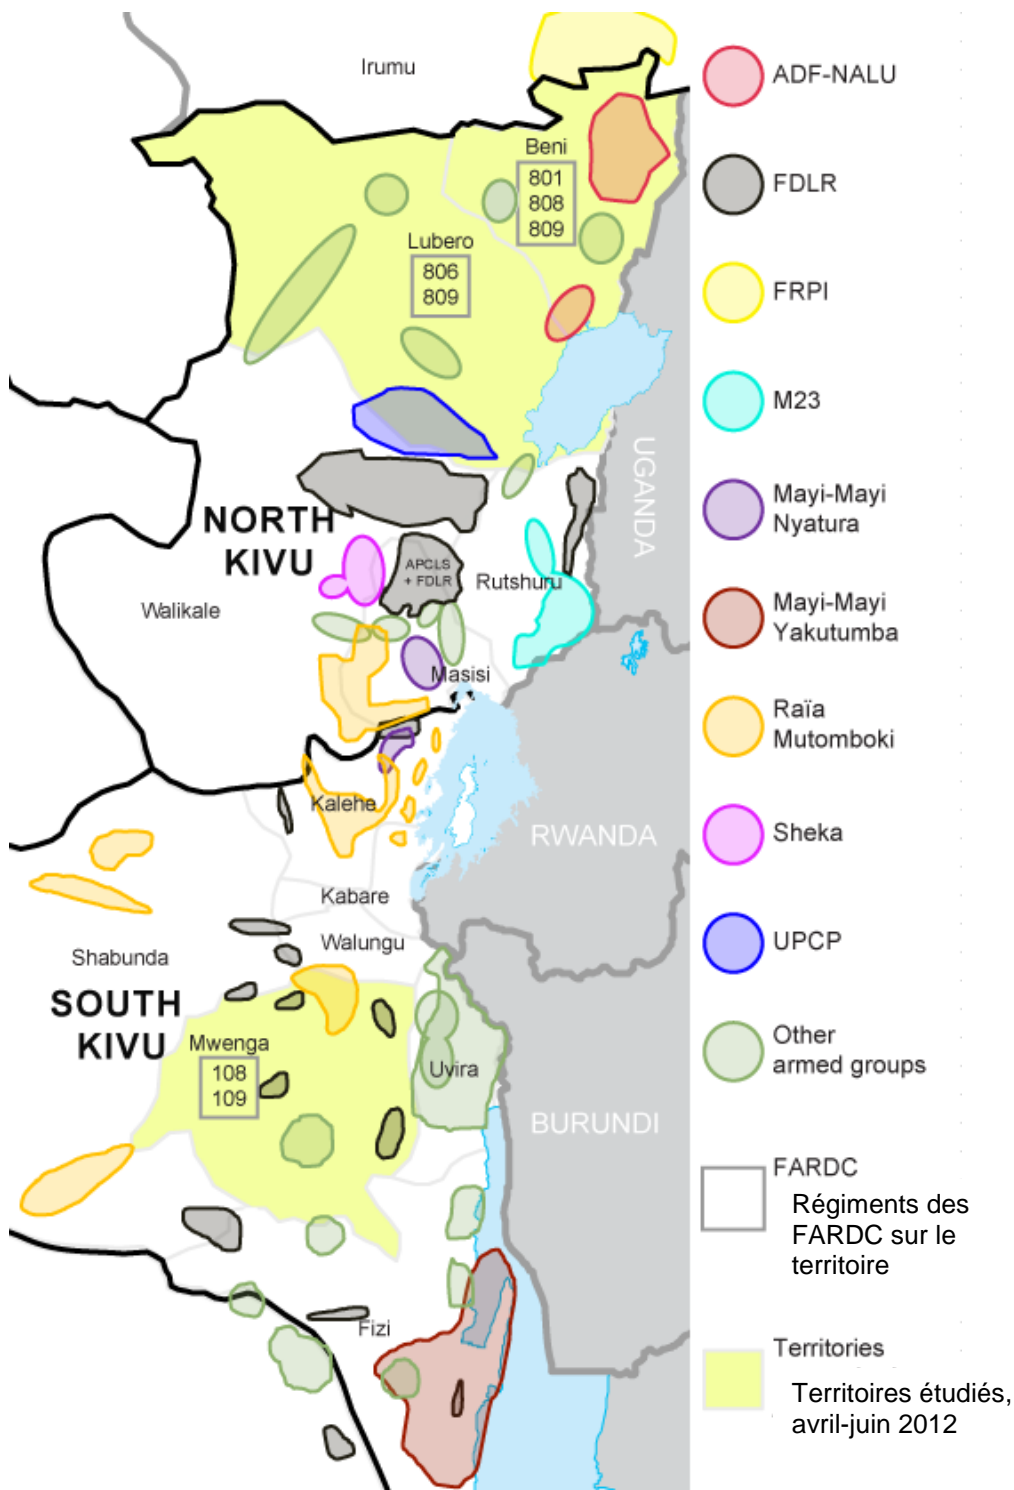 Irumu
Beni
801
808
809
Lubero
806
809
UGANDA
NORTH
KIVU
APCLS
+ FDLR
Rutshuru
Walikale
Masisi
Kalehe
RWANDA
Kabare
Walungu
Shabunda
SOUTH
KIVU
Mwenga
108
109
Uvira
BURUNDI
Fizi
ADF-NALU
FDLR
FRPI
M23
Mayi-Mayi
Nyatura
Mayi-Mayi
Yakutumba
Raïa
Mutomboki
Sheka
UPCP
Other
armed groups
FARDC
Régiments des
FARDC sur le
territoire
Territories
Territoires étudiés,
avril-juin 2012